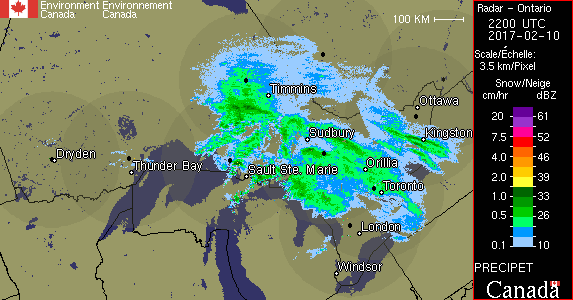 Environment Environnement
Canada Canada
100 KM
Timmins
Ottawa
Sudbury
Kingston
Dryden
Thunder Bay
Sault Ste. Marie
Orillia
Toronto
London
Windsor
Radar - Ontario
2200 UTC
2017-02-10
Scale/Échelle:
3.5 km/Pixel
Snow/Neige
cm/hr dBZ
20 61
7.5 52
4.0 46
2.0 39
1.0 33
0.5 26
0.1 10
PRECIPET
Canada